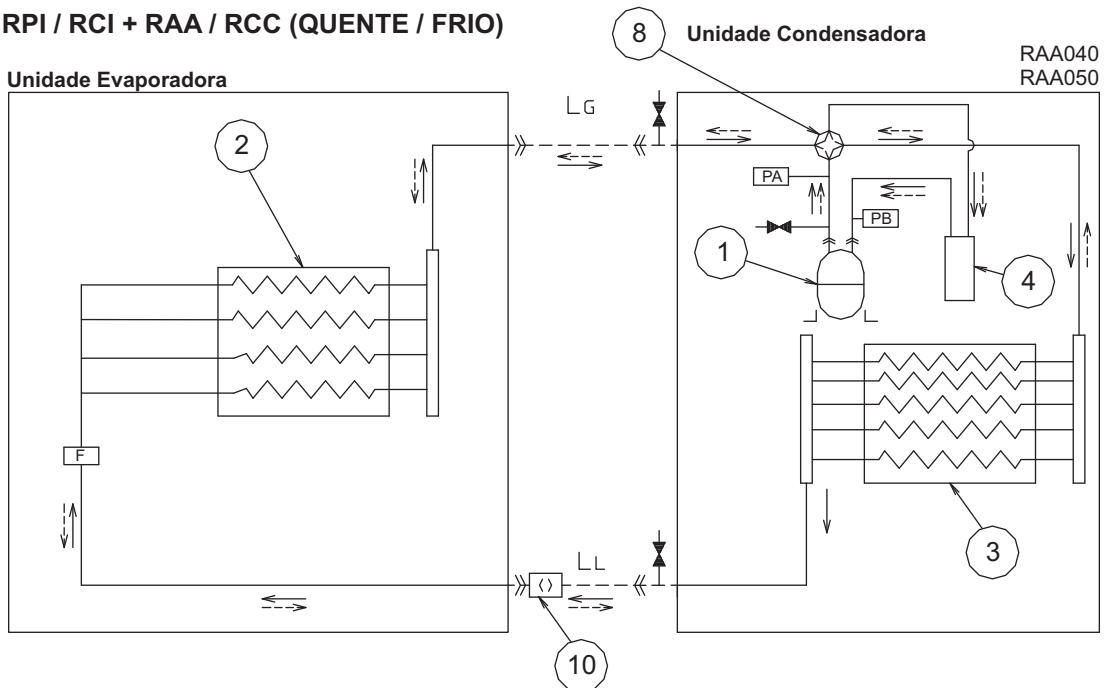 RPI / RCI + RAA / RCC (QUENTE / FRIO)
8
Unidade Condensadora
RAA040
RAA050
Unidade Evaporadora
LG
2
PA
PB
1
4
F
3
LL
10